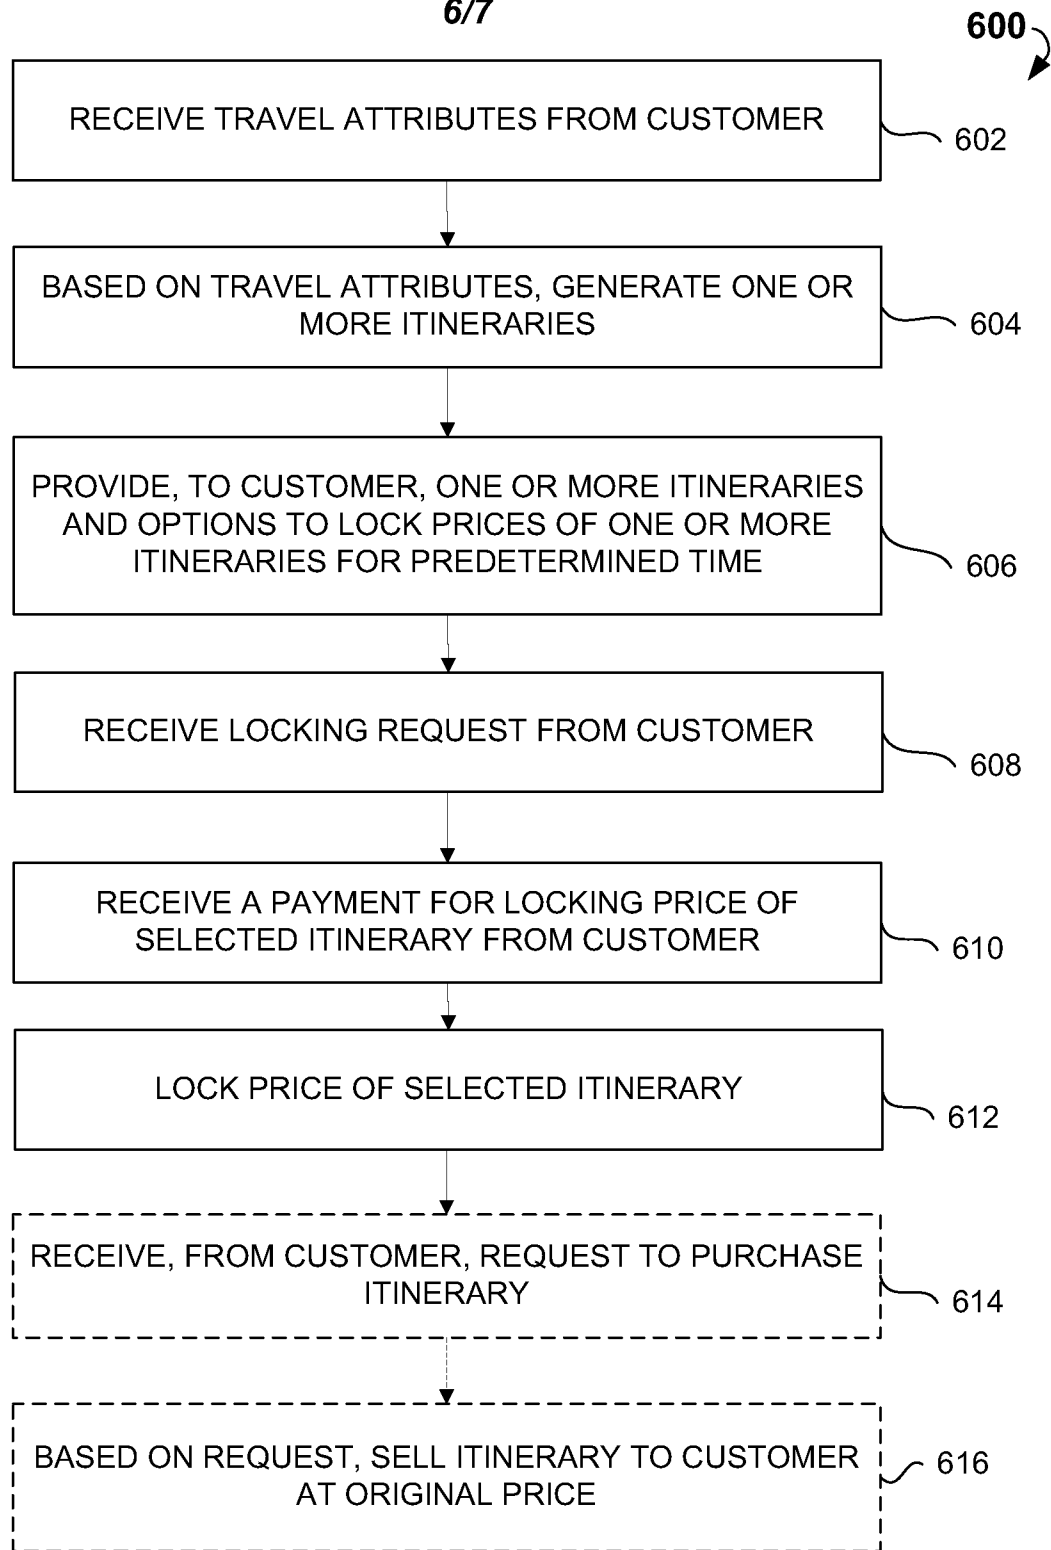 6/7
600
RECEIVE TRAVEL ATTRIBUTES FROM CUSTOMER
602
BASED ON TRAVEL ATTRIBUTES, GENERATE ONE OR
MORE ITINERARIES
604
PROVIDE, TO CUSTOMER, ONE OR MORE ITINERARIES
AND OPTIONS TO LOCK PRICES OF ONE OR MORE
ITINERARIES FOR PREDETERMINED TIME
606
RECEIVE LOCKING REQUEST FROM CUSTOMER
608
RECEIVE A PAYMENT FOR LOCKING PRICE OF
SELECTED ITINERARY FROM CUSTOMER
610
LOCK PRICE OF SELECTED ITINERARY
612
RECEIVE, FROM CUSTOMER, REQUEST TO PURCHASE
ITINERARY
614
BASED ON REQUEST, SELL ITINERARY TO CUSTOMER
AT ORIGINAL PRICE
616